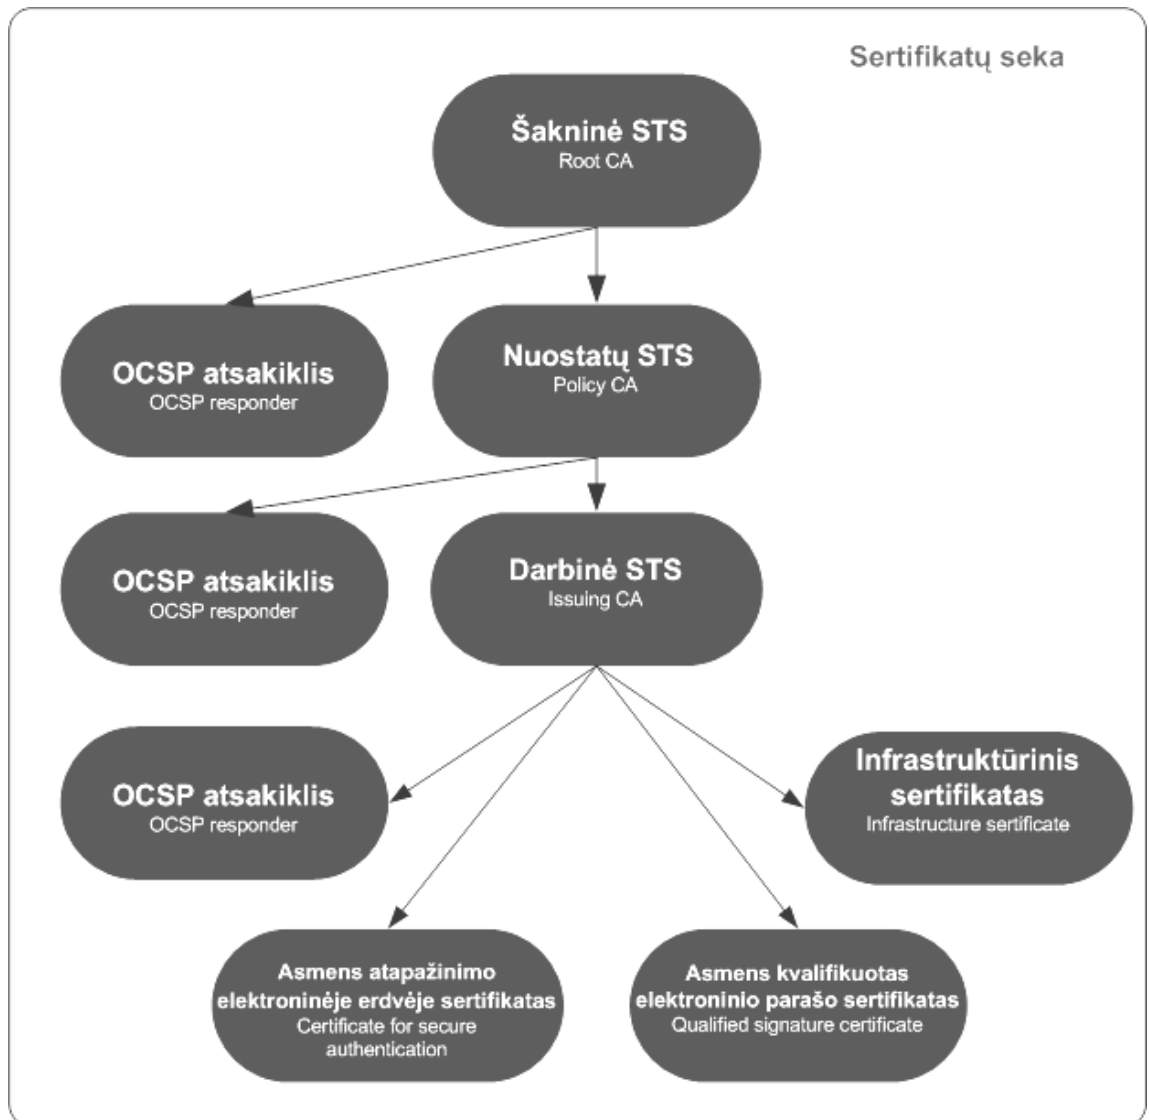 Sertifikatų seka
Šakninė STS
Root CA
OCSP atsakiklis
OCSP responder
Nuostatų STS
Policy CA
OCSP atsakiklis
OCSP responder
Darbinė STS
Issuing CA
OCSP atsakiklis
OCSP responder
Infrastruktūrinis
sertifikatas
Infrastructure sertificate
Asmens atapažinimo
elektroninėje erdvėje sertifikatas
Certificate for secure
authentication
Asmens kvalifikuotas
elektroninio parašo sertifikatas
Qualified signature certificate